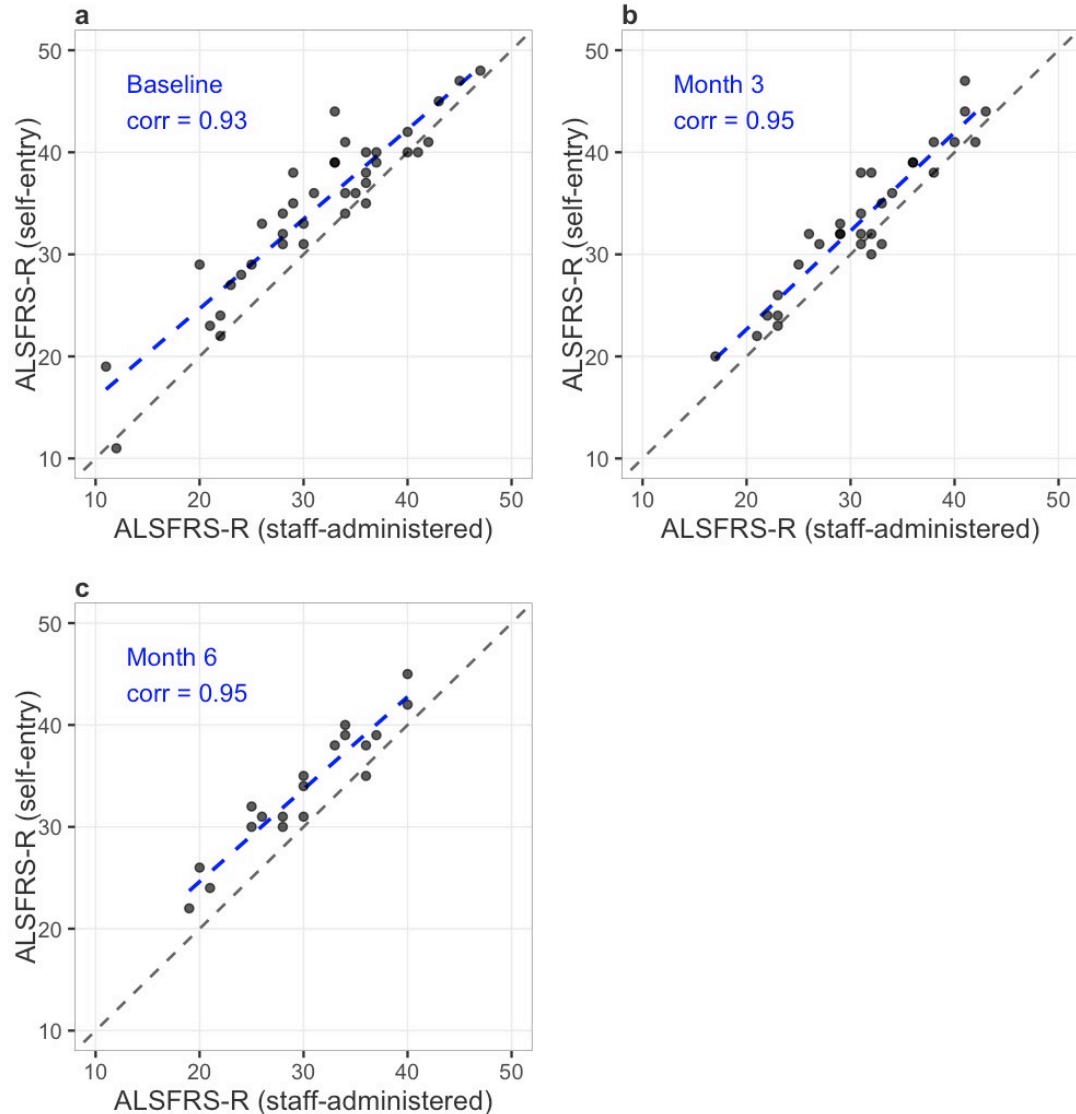 a
50
40
30
20
10
ALSFRS-R (self-entry)
Baseline
corr = 0.93
10 20 30 40 50
ALSFRS-R (staff-administered)
b
50
40
30
20
10
ALSFRS-R (self-entry)
Month 3
corr = 0.95
10 20 30 40 50
ALSFRS-R (staff-administered)
c
50
40
30
20
10
ALSFRS-R (self-entry)
Month 6
corr = 0.95
10 20 30 40 50
ALSFRS-R (staff-administered)